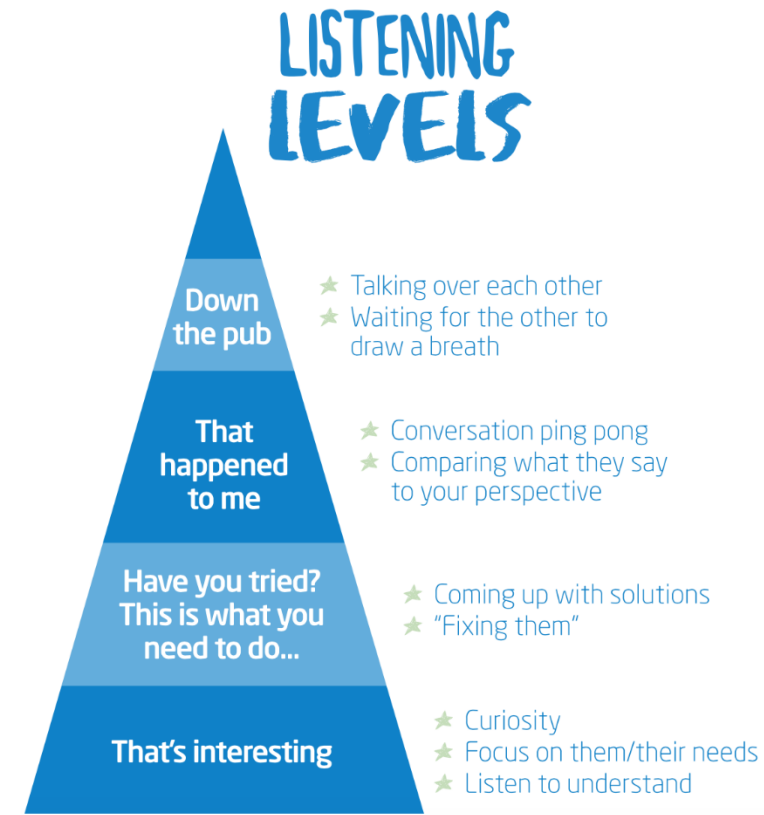 LISTENING
LEVELS
Down
the pub
Talking over each other
Waiting for the other to
draw a breath
That
happened
to me
Conversation ping pong
Comparing what they say
to your perspective
Have you tried?
This is what you
need to do...
Coming up with solutions
"Fixing them"
That's interesting
Curiosity
Focus on them/their needs
Listen to understand